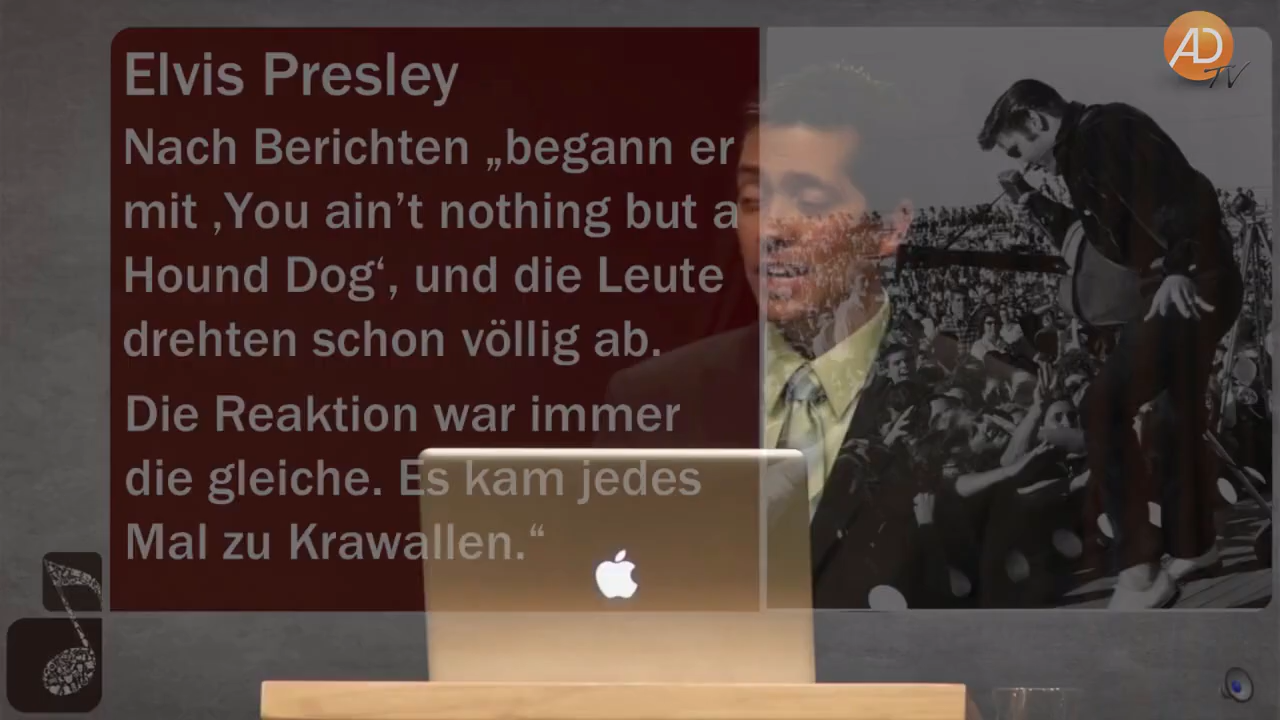 Elvis Presley
Nach Berichten „begann er
mit ‚You ain’t nothing but a
Hound Dog‘, und die Leute
drehten schon völlig ab.
Die Reaktion war immer
die gleiche. Es kam jedes
Mal zu Krawallen.“
AD
TV